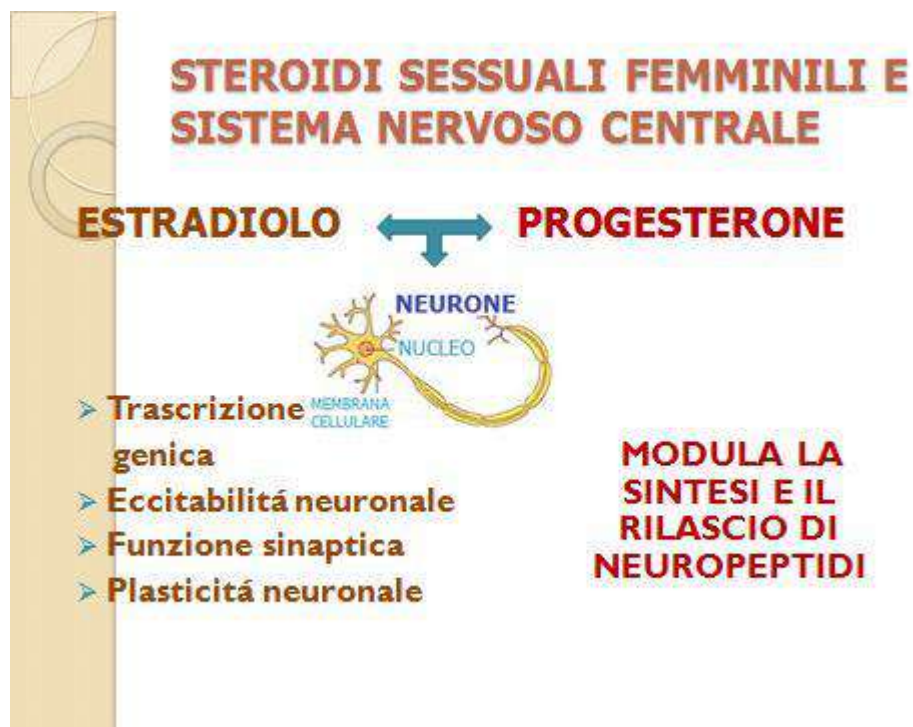 STEROIDI SESSUALI FEMMINILI E
SISTEMA NERVOSO CENTRALE
ESTRADIOLO
PROGESTERONE
NEURONE
NUCLEO
MEMBRANA
CELLULARE
➢ Trascrizione
genica
➢ Eccitabilitá neuronale
➢ Funzione sinaptica
➢ Plasticitá neuronale
MODULA LA
SINTESI E IL
RILASCIO DI
NEUROPEPTIDI